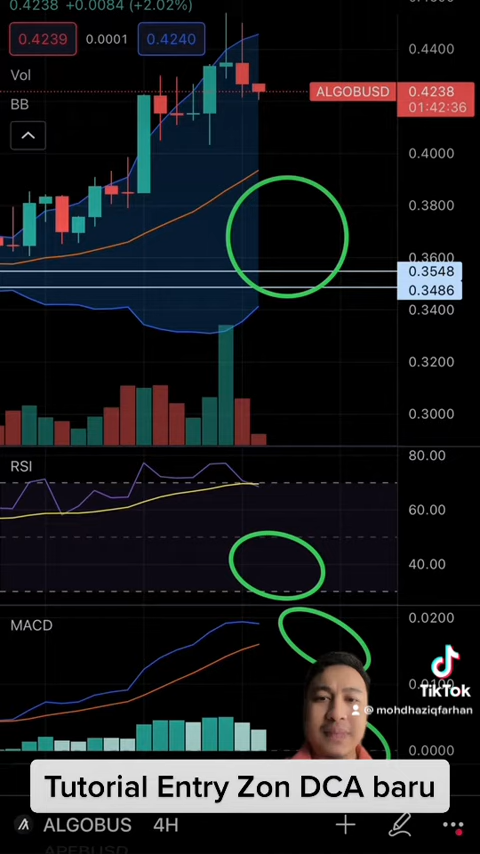 0.4238 +0.0084 (+2.02%)
0.4239 0.0001 0.4240
Vol
BB
0.4400
ALGOBUSD 0.4238
01:42:36
0.4000
0.3800
0.3600
0.3548
0.3486
0.3400
0.3200
0.3000
RSI
80.00
60.00
40.00
MACD
0.0200
0.0100
0.0000
TikTok
@mohdhaziqfarhan
Tutorial Entry Zon DCA baru
ALGOBUS 4H
APEBUSD